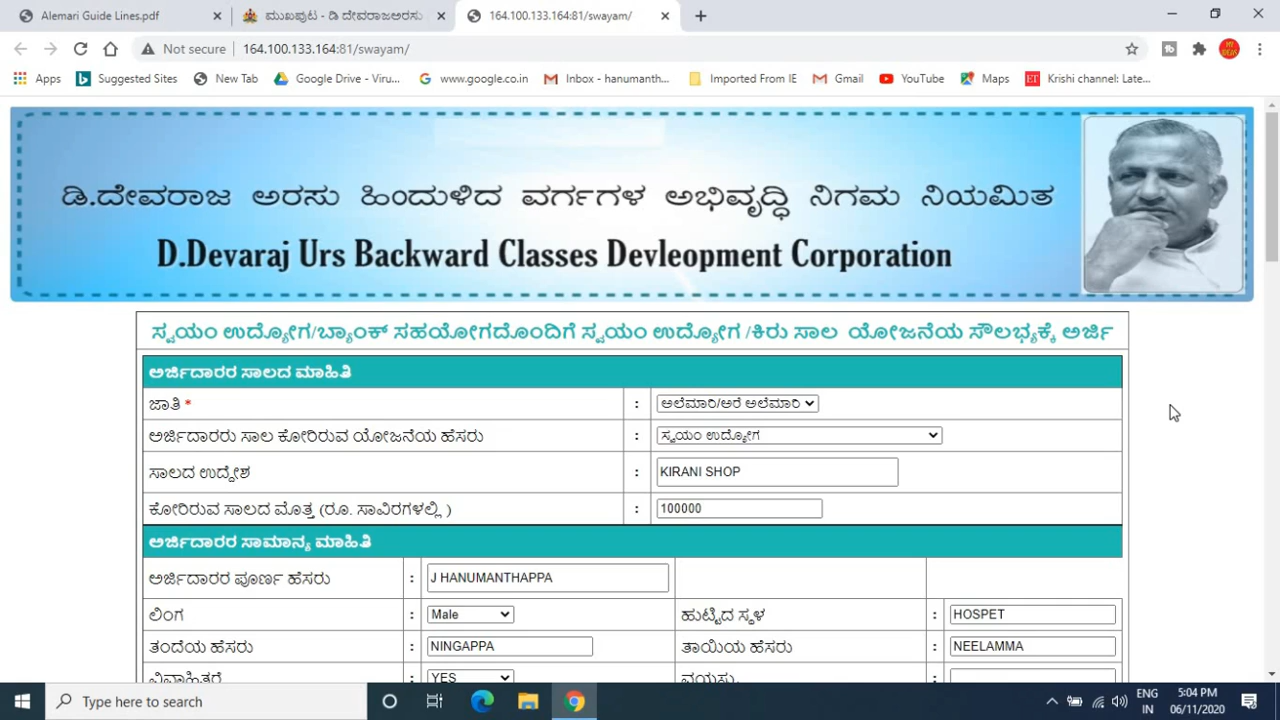 Alemari Guide Lines.pdf
ಮುಖಪುಟ - ಡಿ ದೇವರಾಜಅರಸು
164.100.133.164:81/swayam/
Not secure 164.100.133.164:81/swayam/
MY IDEAS
Apps Suggested Sites New Tab Google Drive - Viru... www.google.co.in Inbox - hanumanth... Imported From IE Gmail YouTube Maps ET Krishi channel: Late...
ಡಿ.ದೇವರಾಜ ಅರಸು ಹಿಂದುಳಿದ ವರ್ಗಗಳ ಅಭಿವೃದ್ಧಿ ನಿಗಮ ನಿಯಮಿತ
D.Devaraj Urs Backward Classes Devleopment Corporation
ಸ್ವಯಂ ಉದ್ಯೋಗ/ಬ್ಯಾಂಕ್ ಸಹಯೋಗದೊಂದಿಗೆ ಸ್ವಯಂ ಉದ್ಯೋಗ /ಕಿರು ಸಾಲ ಯೋಜನೆಯ ಸೌಲಭ್ಯಕ್ಕೆ ಅರ್ಜಿ
ಅರ್ಜಿದಾರರ ಸಾಲದ ಮಾಹಿತಿ
ಜಾತಿ * : ಅಲೆಮಾರಿ/ಅರೆ ಅಲೆಮಾರಿ
ಅರ್ಜಿದಾರರು ಸಾಲ ಕೋರಿರುವ ಯೋಜನೆಯ ಹೆಸರು : ಸ್ವಯಂ ಉದ್ಯೋಗ
ಸಾಲದ ಉದ್ದೇಶ : KIRANI SHOP
ಕೋರಿರುವ ಸಾಲದ ಮೊತ್ತ (ರೂ. ಸಾವಿರಗಳಲ್ಲಿ ) : 100000
ಅರ್ಜಿದಾರರ ಸಾಮಾನ್ಯ ಮಾಹಿತಿ
ಅರ್ಜಿದಾರರ ಪೂರ್ಣ ಹೆಸರು : J HANUMANTHAPPA
ಲಿಂಗ : Male ಹುಟ್ಟಿದ ಸ್ಥಳ : HOSPET
ತಂದೆಯ ಹೆಸರು : NINGAPPA ತಾಯಿಯ ಹೆಸರು : NEELAMMA
ವಿವಾಹಿತರೆ : YES ವಯಸ್ಸು :
Type here to search
ENG 5:04 PM
IN 06/11/2020